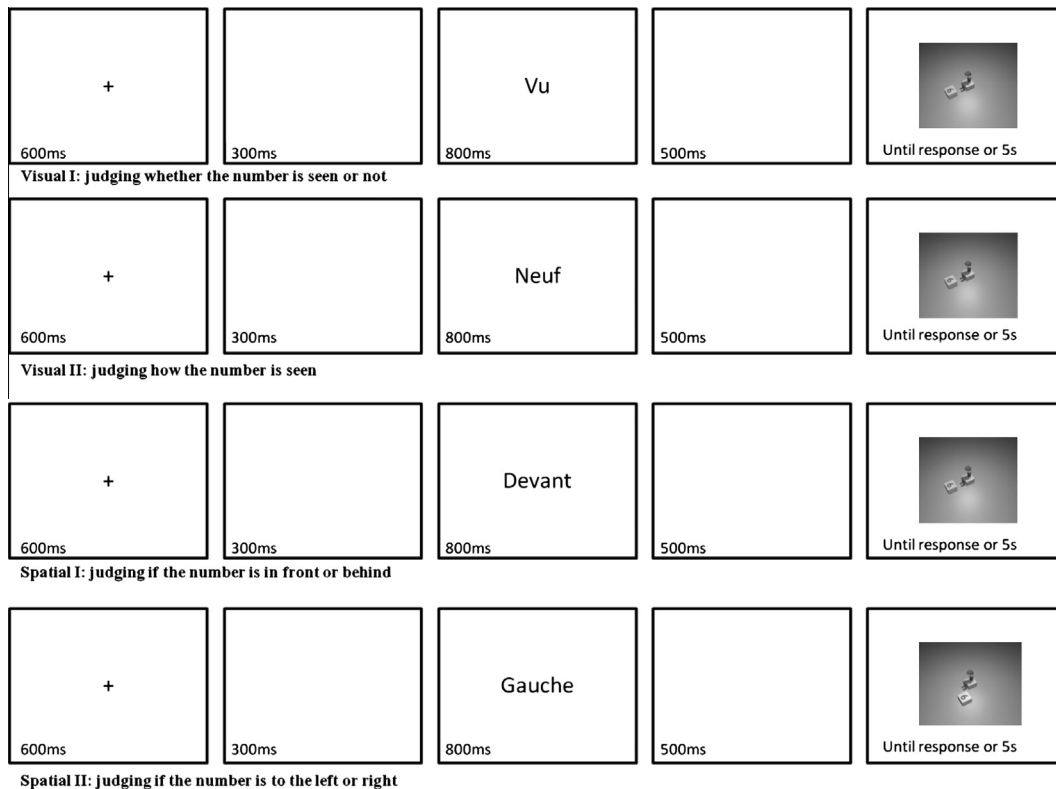 +
Vu
600ms 300ms 800ms 500ms Until response or 5s
Visual I: judging whether the number is seen or not
+
Neuf
600ms 300ms 800ms 500ms Until response or 5s
Visual II: judging how the number is seen
+
Devant
600ms 300ms 800ms 500ms Until response or 5s
Spatial I: judging if the number is in front or behind
+
Gauche
600ms 300ms 800ms 500ms Until response or 5s
Spatial II: judging if the number is to the left or right